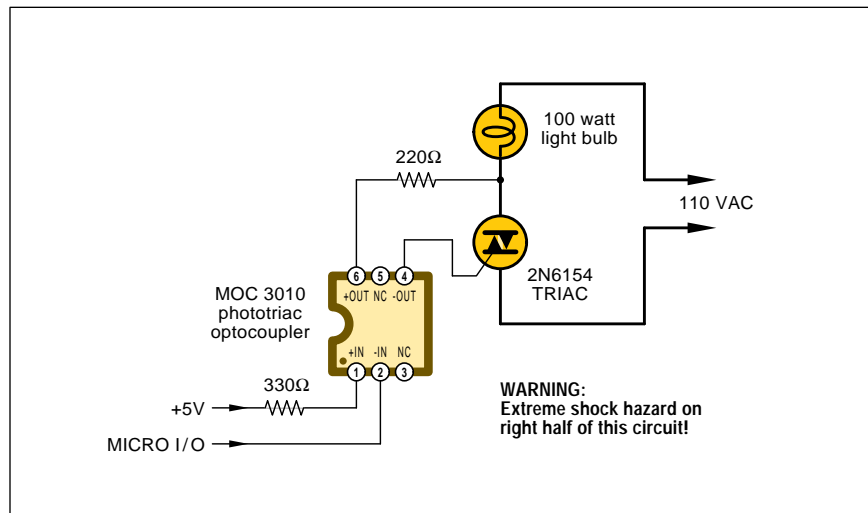 100 watt
light bulb
220Ω
110 VAC
2N6154
TRIAC
MOC 3010
phototriac
optocoupler
6 5 4
+OUT NC -OUT
+IN -IN NC
1 2 3
330Ω
+5V
MICRO I/O
WARNING:
Extreme shock hazard on
right half of this circuit!